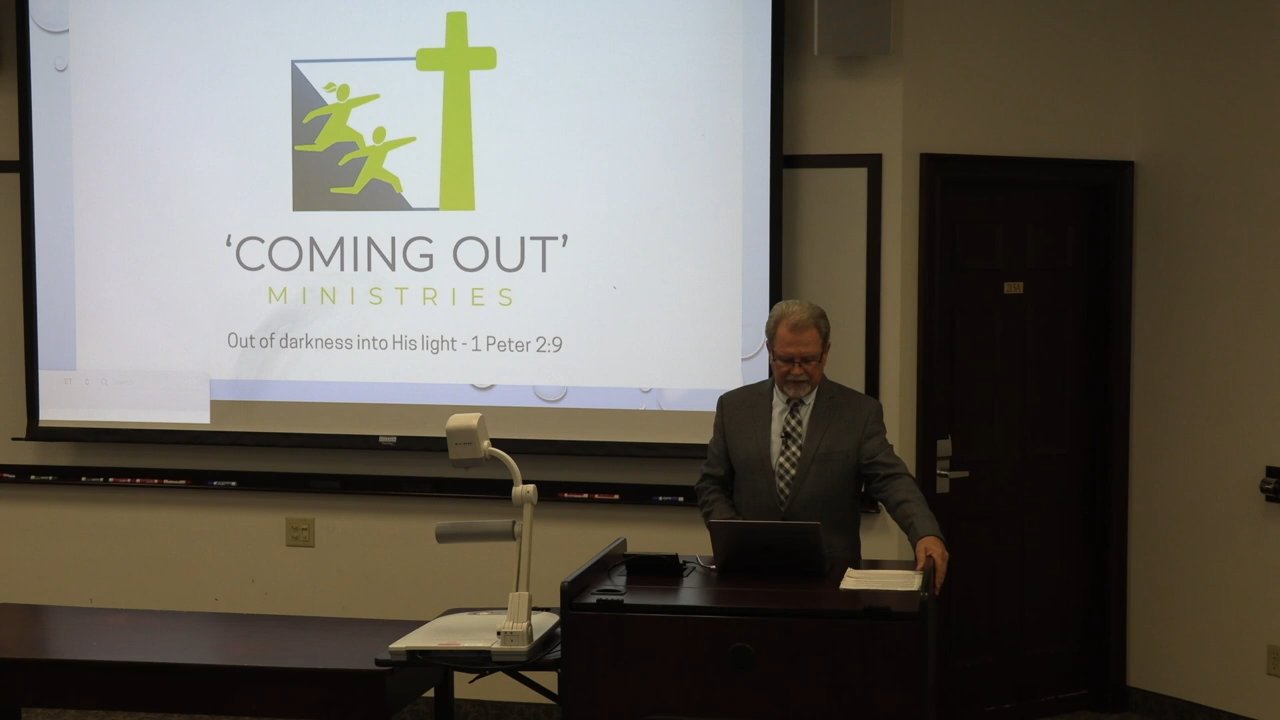 ‘COMING OUT’
MINISTRIES
Out of darkness into His light - 1 Peter 2:9